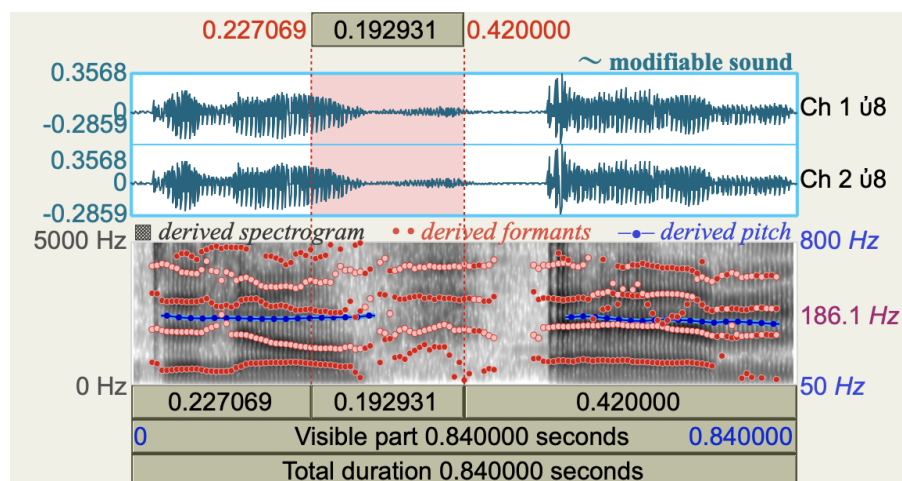 0.227069 0.192931 0.420000
~ modifiable sound
0.3568
0
-0.2859
Ch 1
0.3568
0
-0.2859
Ch 2
derived spectrogram derived formants derived pitch
5000 Hz 800 Hz
186.1 Hz
0 Hz 50 Hz
0.227069 0.192931 0.420000
0 Visible part 0.840000 seconds 0.840000
Total duration 0.840000 seconds